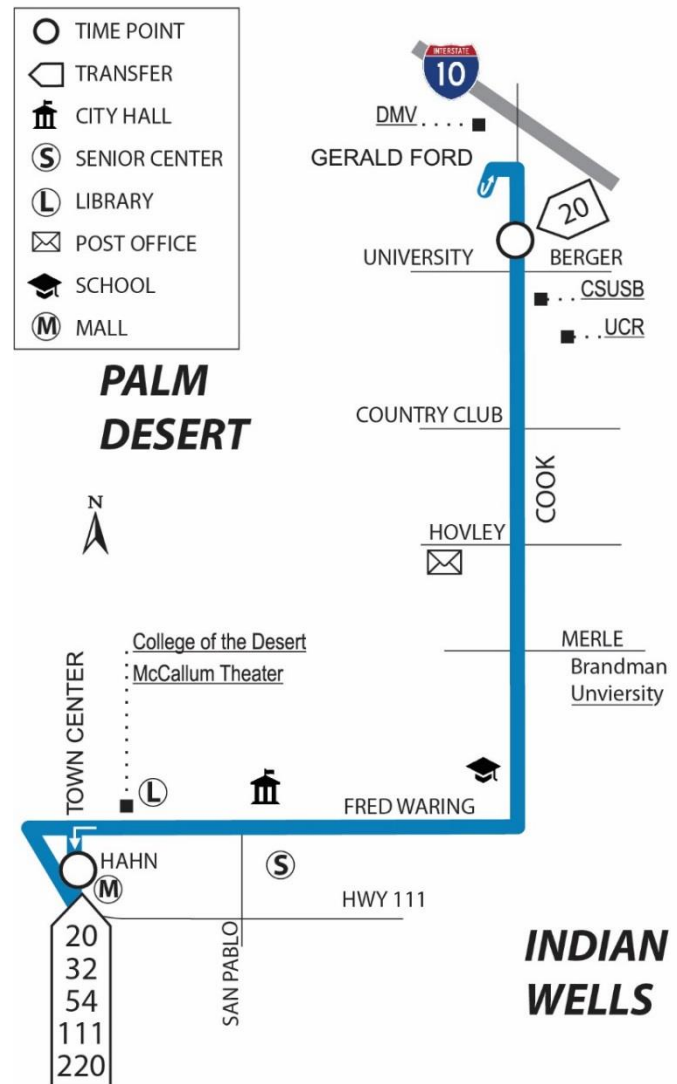 TIME POINT
TRANSFER
CITY HALL
S SENIOR CENTER
L LIBRARY
POST OFFICE
SCHOOL
M MALL
INTERSTATE
10
DMV
GERALD FORD
20
UNIVERSITY
BERGER
CSUSB
UCR
PALM
DESERT
COUNTRY CLUB
COOK
N
HOVLEY
MERLE
Brandman
Unviersity
College of the Desert
McCallum Theater
TOWN CENTER
L
FRED WARING
HAHN
M
S
HWY 111
SAN PABLO
INDIAN
WELLS
20
32
54
111
220